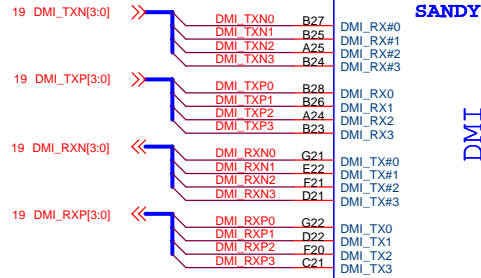 SANDY
19 DMI_TXN[3:0]
DMI_TXN0 B27 DMI_RX#0
DMI_TXN1 B25 DMI_RX#1
DMI_TXN2 A25 DMI_RX#2
DMI_TXN3 B24 DMI_RX#3
19 DMI_TXP[3:0]
DMI_TXP0 B28 DMI_RX0
DMI_TXP1 B26 DMI_RX1
DMI_TXP2 A24 DMI_RX2
DMI_TXP3 B23 DMI_RX3
DMI
19 DMI_RXN[3:0]
DMI_RXN0 G21 DMI_TX#0
DMI_RXN1 E22 DMI_TX#1
DMI_RXN2 F21 DMI_TX#2
DMI_RXN3 D21 DMI_TX#3
19 DMI_RXP[3:0]
DMI_RXP0 G22 DMI_TX0
DMI_RXP1 D22 DMI_TX1
DMI_RXP2 F20 DMI_TX2
DMI_RXP3 C21 DMI_TX3